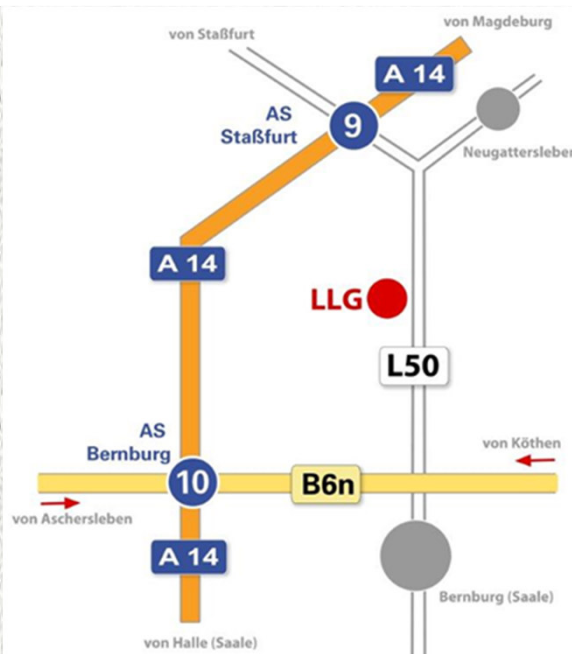 von Magdeburg
von Staßfurt
A 14
AS
Staßfurt
9
Neugattersleben
A 14
LLG
L50
AS
Bernburg
von Köthen
10
B6n
von Aschersleben
A 14
Bernburg (Saale)
von Halle (Saale)